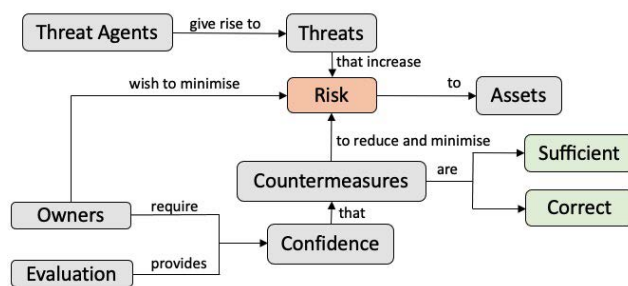 Threat Agents
give rise to
Threats
that increase
wish to minimise
Risk
to
Assets
to reduce and minimise
Sufficient
Countermeasures
are
Correct
Owners
require
that
Confidence
Evaluation
provides